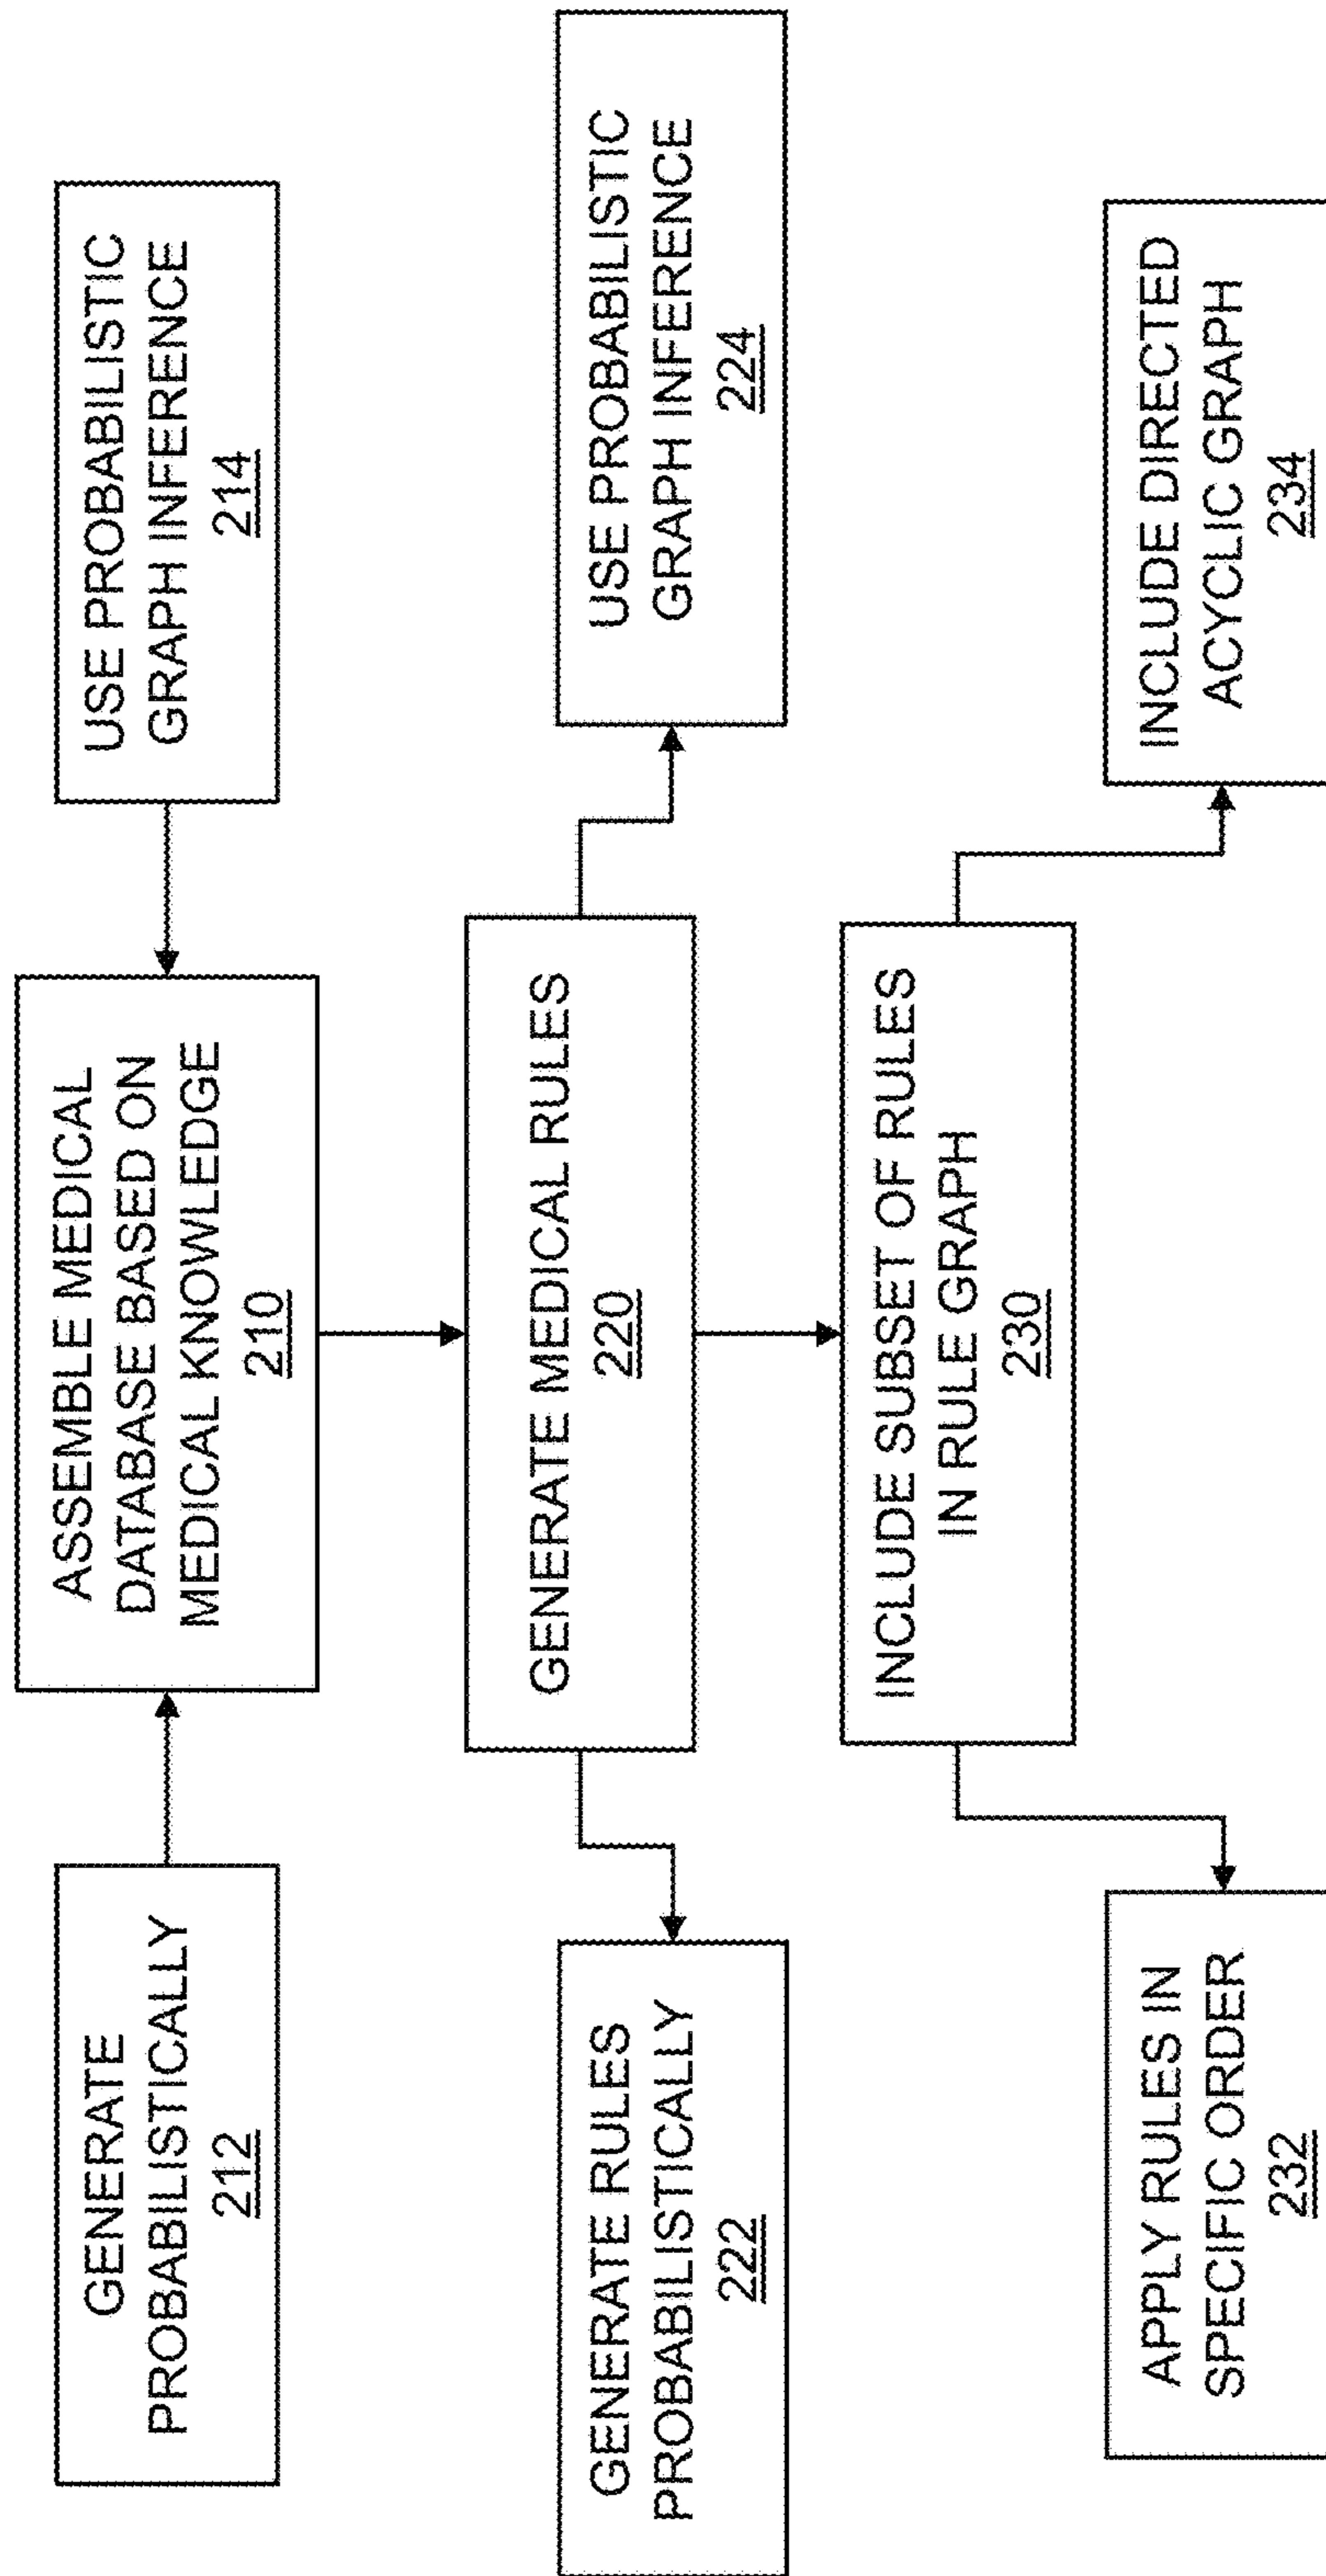 GENERATE
PROBABILISTICALLY
212
ASSEMBLE MEDICAL
DATABASE BASED ON
MEDICAL KNOWLEDGE
210
USE PROBABILISTIC
GRAPH INFERENCE
214
GENERATE RULES
PROBABILISTICALLY
222
GENERATE MEDICAL RULES
220
USE PROBABILISTIC
GRAPH INFERENCE
224
APPLY RULES IN
SPECIFIC ORDER
232
INCLUDE SUBSET OF RULES
IN RULE GRAPH
230
INCLUDE DIRECTED
ACYCLIC GRAPH
234